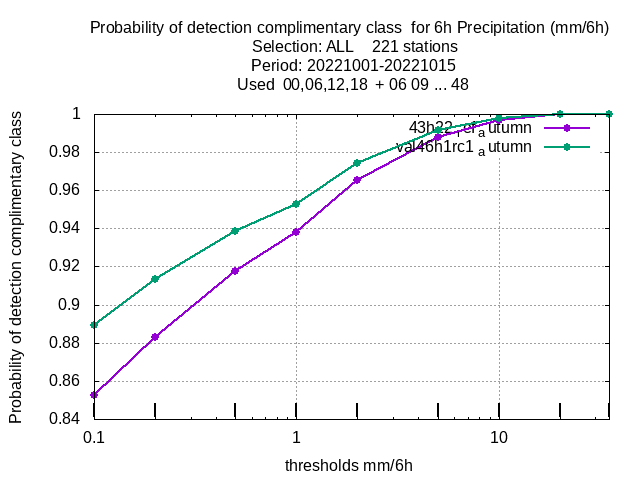 Probability of detection complimentary class  for 6h Precipitation (mm/6h)
Selection: ALL    221 stations
Period: 20221001-20221015
Used  00,06,12,18  + 06 09 ... 48
Probability of detection complimentary class
1
0.98
0.96
0.94
0.92
0.9
0.88
0.86
0.84
43h22_ref_autumn
val46h1rc1_autumn
0.1
1
10
thresholds mm/6h